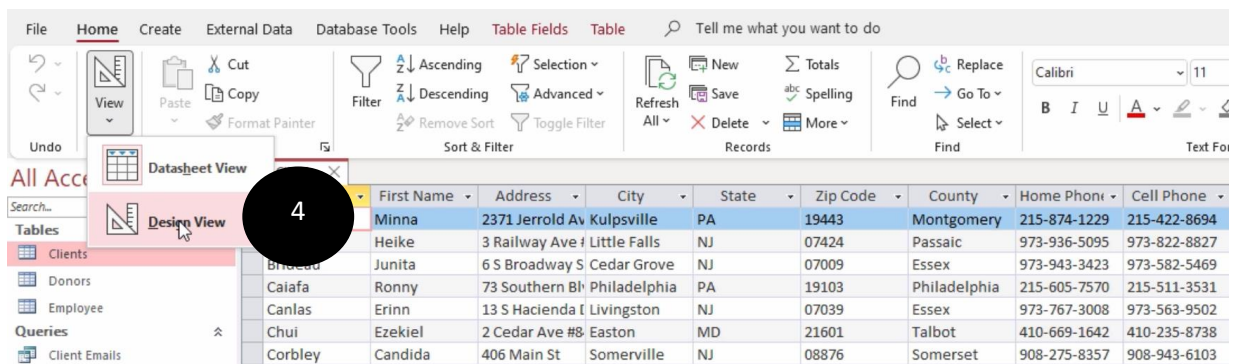 File Home Create External Data Database Tools Help Table Fields Table Tell me what you want to do
Cut Ascending Selection New Totals Replace Calibri 11
View Paste Copy Filter Descending Advanced Refresh All Save Spelling Find Go To
Format Painter Remove Sort Toggle Filter Delete More Select B I U A
Undo Sort & Filter Records Find
Datasheet View
Design View
4
All
Search...
Tables
Clients
Donors
Employee
Queries
Client Emails
First Name Address City State Zip Code County Home Phone Cell Phone
Minna 2371 Jerrold Av Kulpsville PA 19443 Montgomery 215-874-1229 215-422-8694
Heike 3 Railway Ave Little Falls NJ 07424 Passaic 973-936-5095 973-822-8827
Junita 6 S Broadway S Cedar Grove NJ 07009 Essex 973-943-3423 973-582-5469
Caiafa Ronny 73 Southern Blv Philadelphia PA 19103 Philadelphia 215-605-7570 215-511-3531
Canlas Erinn 13 S Hacienda Livingston NJ 07039 Essex 973-767-3008 973-563-9502
Chui Ezekiel 2 Cedar Ave #8 Easton MD 21601 Talbot 410-669-1642 410-235-8738
Corbley Candida 406 Main St Somerville NJ 08876 Somerset 908-275-8357 908-943-6103